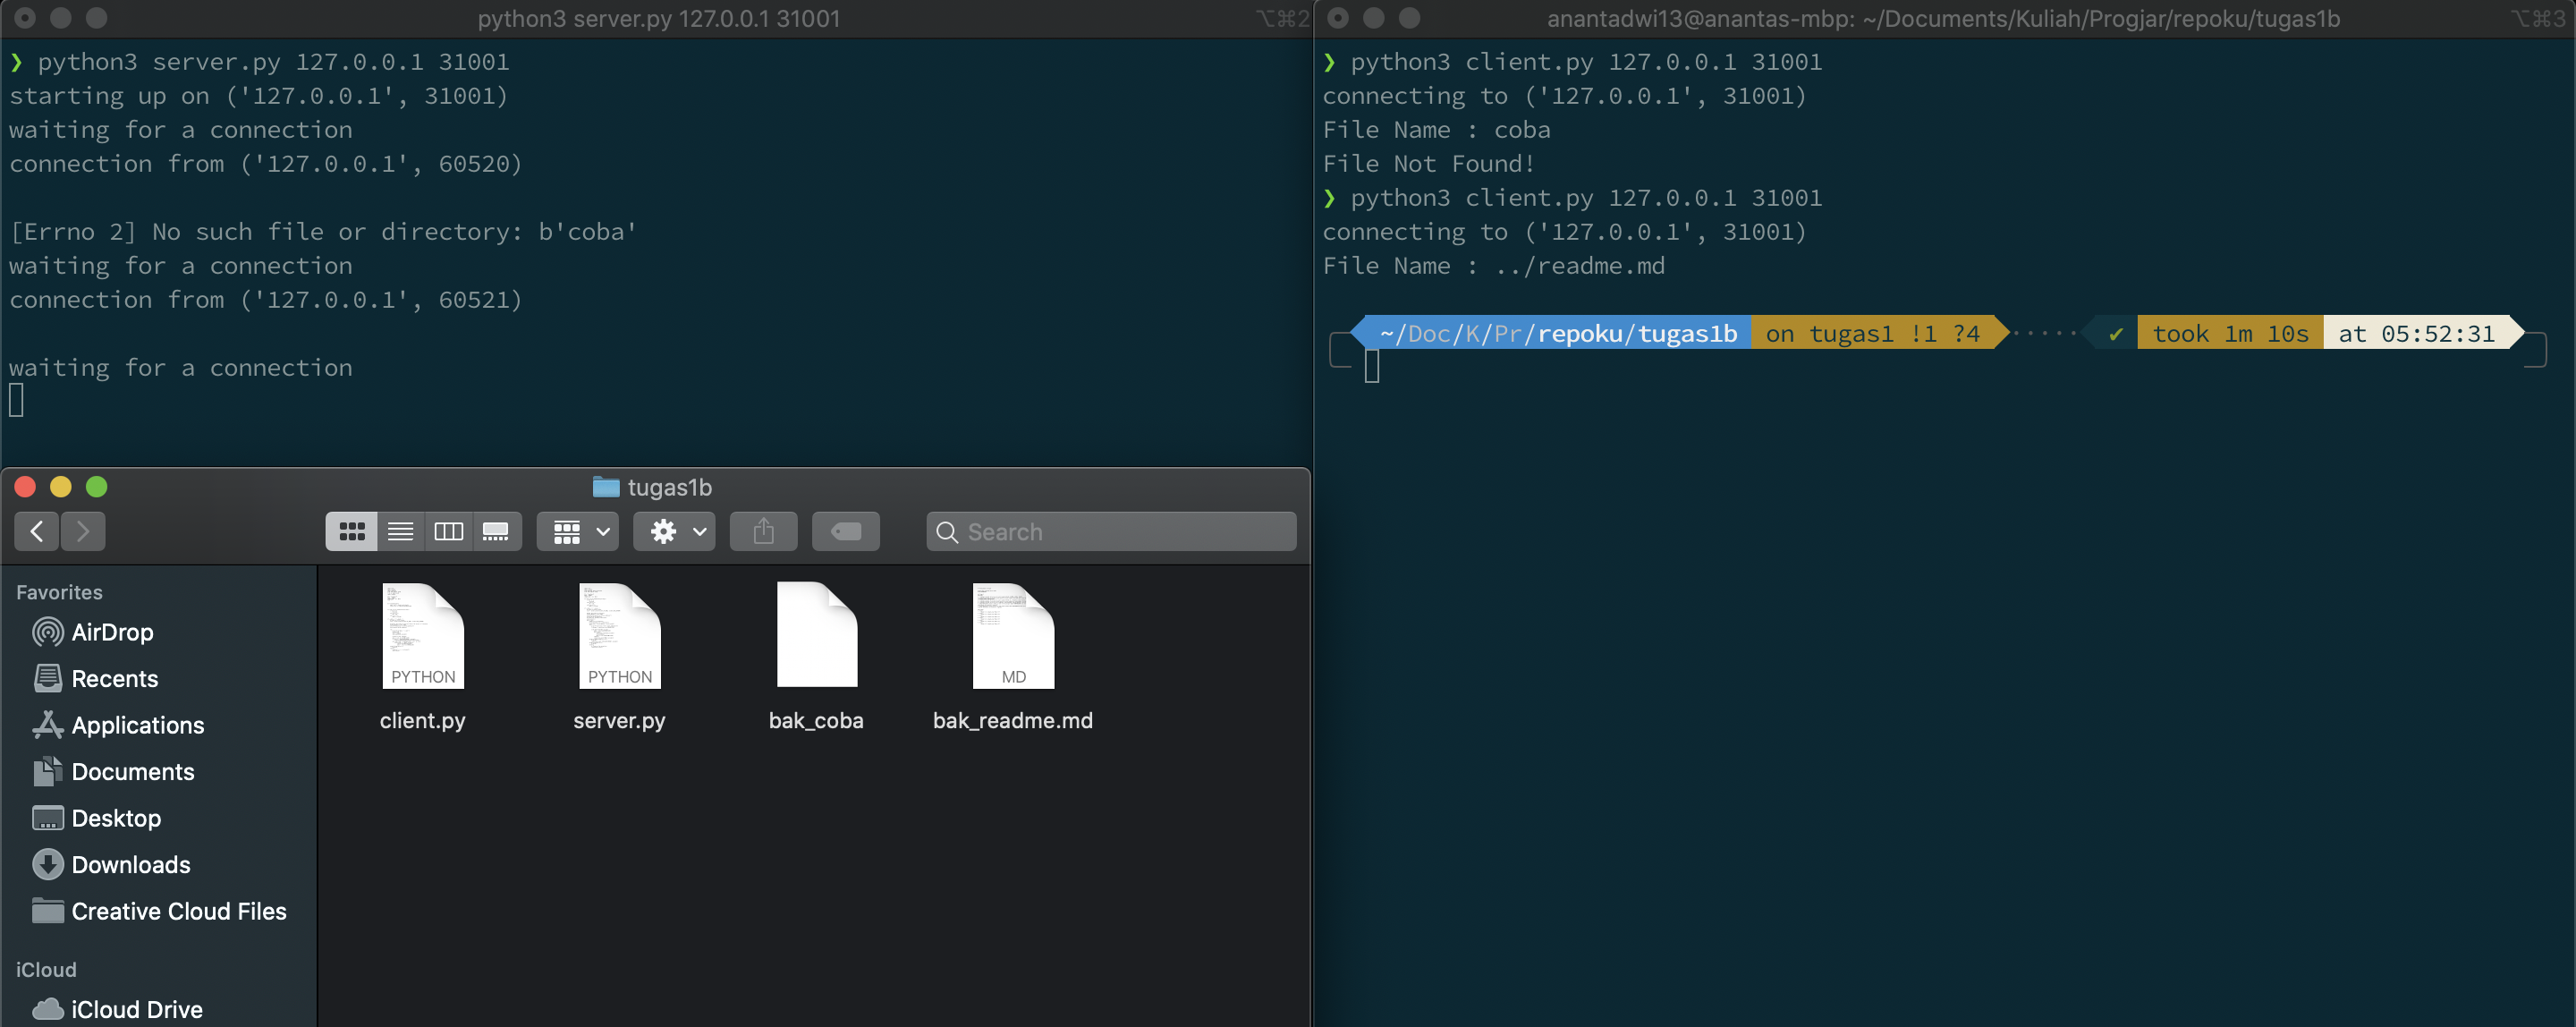 python3 server.py 127.0.0.1 31001
⌥⌘2
❯ python3 server.py 127.0.0.1 31001
starting up on ('127.0.0.1', 31001)
waiting for a connection
connection from ('127.0.0.1', 60520)
[Errno 2] No such file or directory: b'coba'
waiting for a connection
connection from ('127.0.0.1', 60521)
waiting for a connection
anantadwi13@anantas-mbp: ~/Documents/Kuliah/Progjar/repoku/tugas1b
⌥⌘3
❯ python3 client.py 127.0.0.1 31001
connecting to ('127.0.0.1', 31001)
File Name : coba
File Not Found!
❯ python3 client.py 127.0.0.1 31001
connecting to ('127.0.0.1', 31001)
File Name : ../readme.md
~/Doc/K/Pr/repoku/tugas1b on tugas1 !1 ?4 ····· ✔ took 1m 10s at 05:52:31
tugas1b
Search
Favorites
AirDrop
Recents
Applications
Documents
Desktop
Downloads
Creative Cloud Files
iCloud
iCloud Drive
PYTHON
client.py
PYTHON
server.py
bak_coba
MD
bak_readme.md